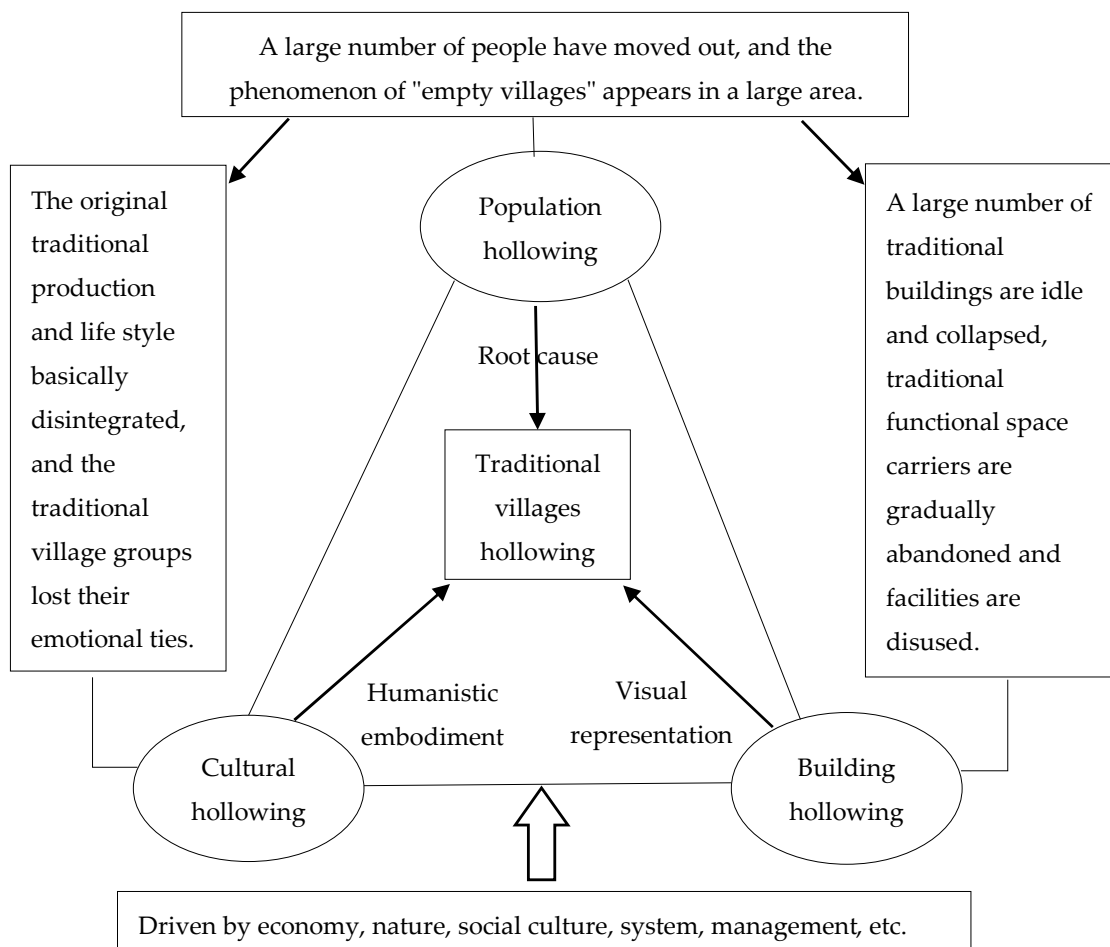 A large number of people have moved out, and the
phenomenon of "empty villages" appears in a large area.
The original
traditional
production
and life style
basically
disintegrated,
and the
traditional
village groups
lost their
emotional ties.
Population
hollowing
A large number of
traditional
buildings are idle
and collapsed,
traditional
functional space
carriers are
gradually
abandoned and
facilities are
disused.
Root cause
Traditional
villages
hollowing
Humanistic
embodiment
Visual
representation
Cultural
hollowing
Building
hollowing
Driven by economy, nature, social culture, system, management, etc.